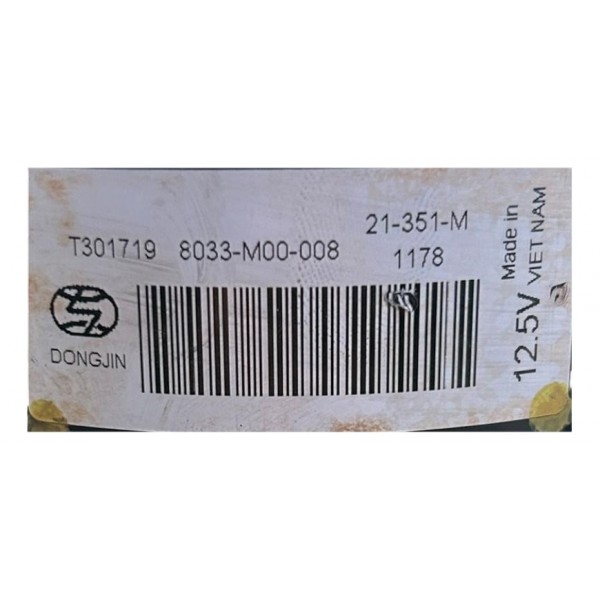 21-351-M
T301719 8033-M00-008 1178
DONGJIN
12.5V
Made in
VIET NAM